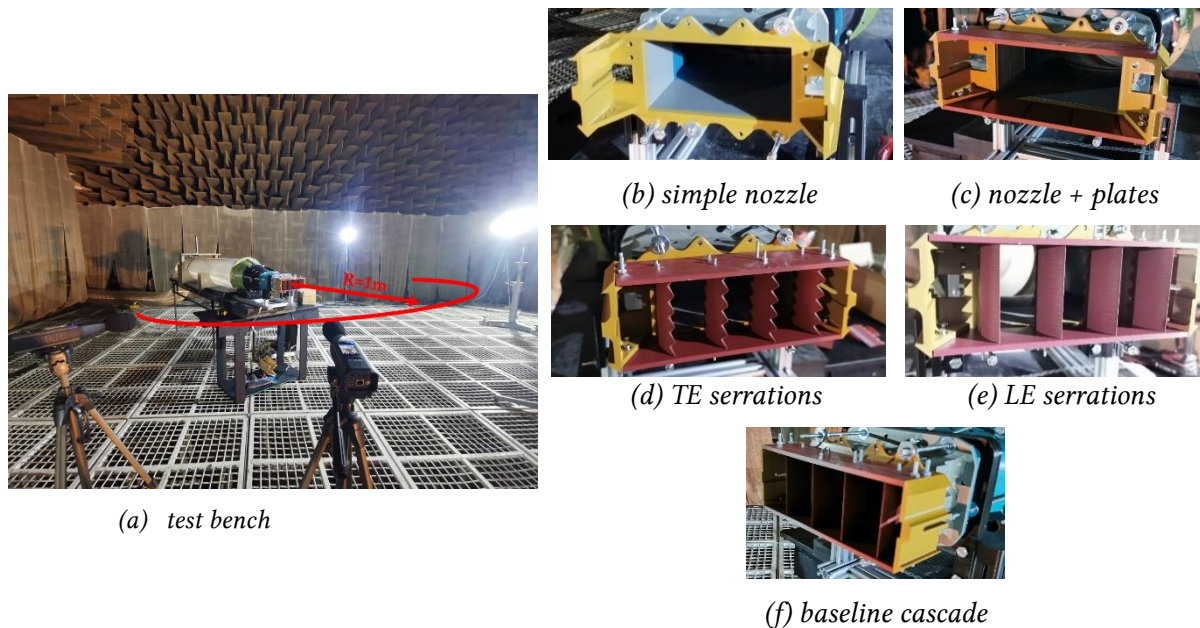 (b) simple nozzle
(c) nozzle + plates
R=1m
(d) TE serrations
(e) LE serrations
(a) test bench
(f) baseline cascade